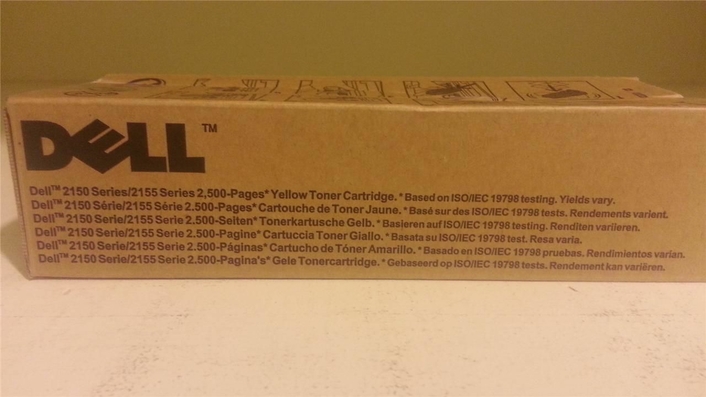 DELL™
Dell™ 2150 Series/2155 Series 2,500-Pages* Yellow Toner Cartridge. *Based on ISO/IEC 19798 testing. Yields vary.
Dell™ 2150 Série/2155 Série 2.500-Pages* Cartouche de Toner Jaune. *Basé sur des ISO/IEC 19798 tests. Rendements varient.
Dell™ 2150 Serie/2155 Serie 2.500-Seiten* Tonerkartusche Gelb. *Basieren auf ISO/IEC 19798 testing. Renditen variieren.
Dell™ 2150 Serie/2155 Serie 2.500-Pagine* Cartuccia Toner Giallo. *Basata su ISO/IEC 19798 test. Resa varia.
Dell™ 2150 Serie/2155 Serie 2.500-Páginas* Cartucho de Tóner Amarillo. *Basado en ISO/IEC 19798 pruebas. Rendimientos varían.
Dell™ 2150 Serie/2155 Serie 2.500-Pagina's* Gele Tonercartridge. *Gebaseerd op ISO/IEC 19798 tests. Rendement kan variëren.